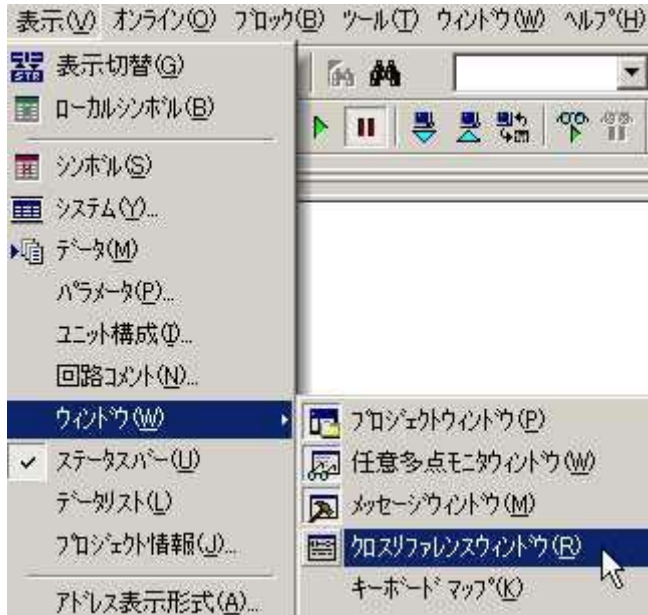 表示(V) オンライン(O) ブロック(B) ツール(T) ウィンドウ(W) ヘルプ(H)
表示切替(G)
ローカルシンボル(B)
シンボル(S)
システム(Y)...
データ(M)
パラメータ(P)...
ユニット構成(I)...
回路コメント(N)...
ウィンドウ(W)
ステータスバー(U)
データリスト(L)
プロジェクト情報(J)...
アドレス表示形式(A)...
プロジェクトウィンドウ(P)
任意多点モニタウィンドウ(W)
メッセージウィンドウ(M)
クロスリファレンスウィンドウ(R)
キーボードマップ(K)